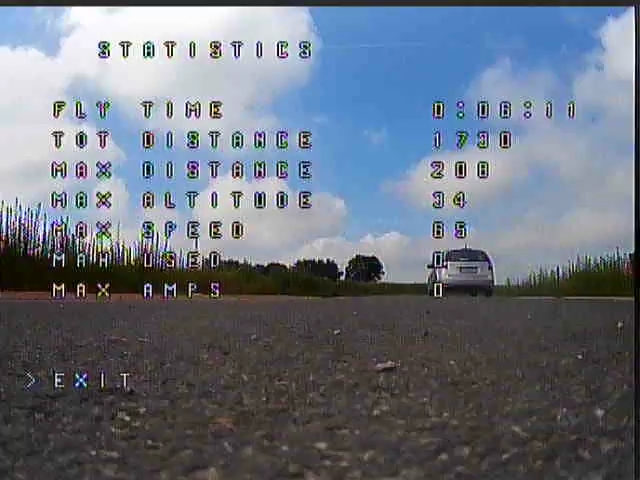 STATISTICS
FLY TIME 0:06:11
TOT DISTANCE 1730
MAX DISTANCE 208
MAX ALTITUDE 34
MAX SPEED 65
MAH USED 0
MAX AMPS 0
> EXIT